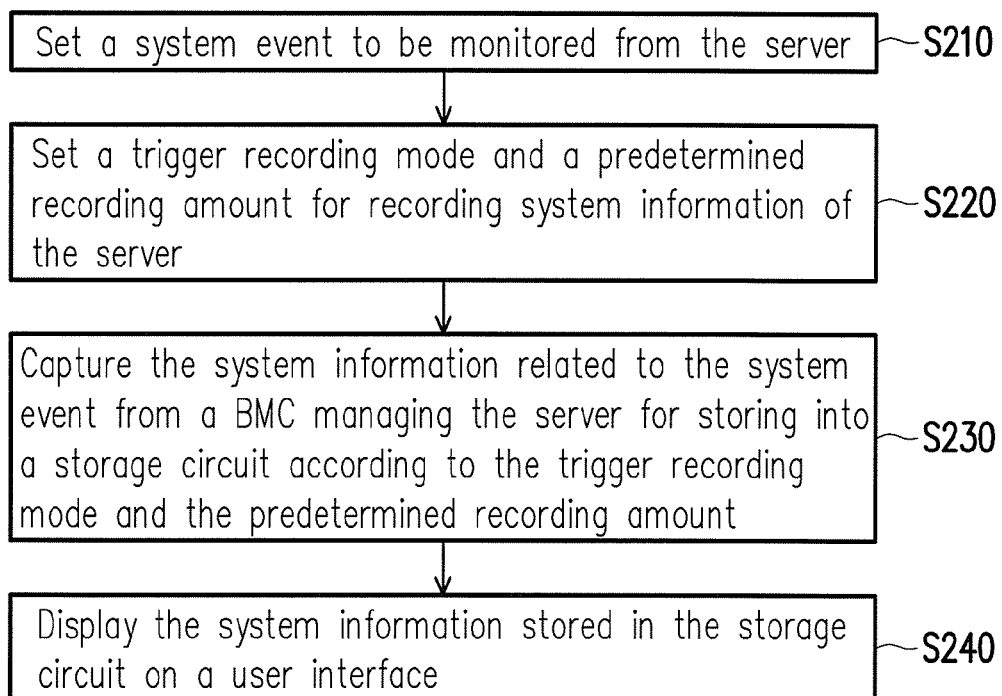 Set a system event to be monitored from the server
S210
Set a trigger recording mode and a predetermined
recording amount for recording system information of
the server
S220
Capture the system information related to the system
event from a BMC managing the server for storing into
a storage circuit according to the trigger recording
mode and the predetermined recording amount
S230
Display the system information stored in the storage
circuit on a user interface
S240